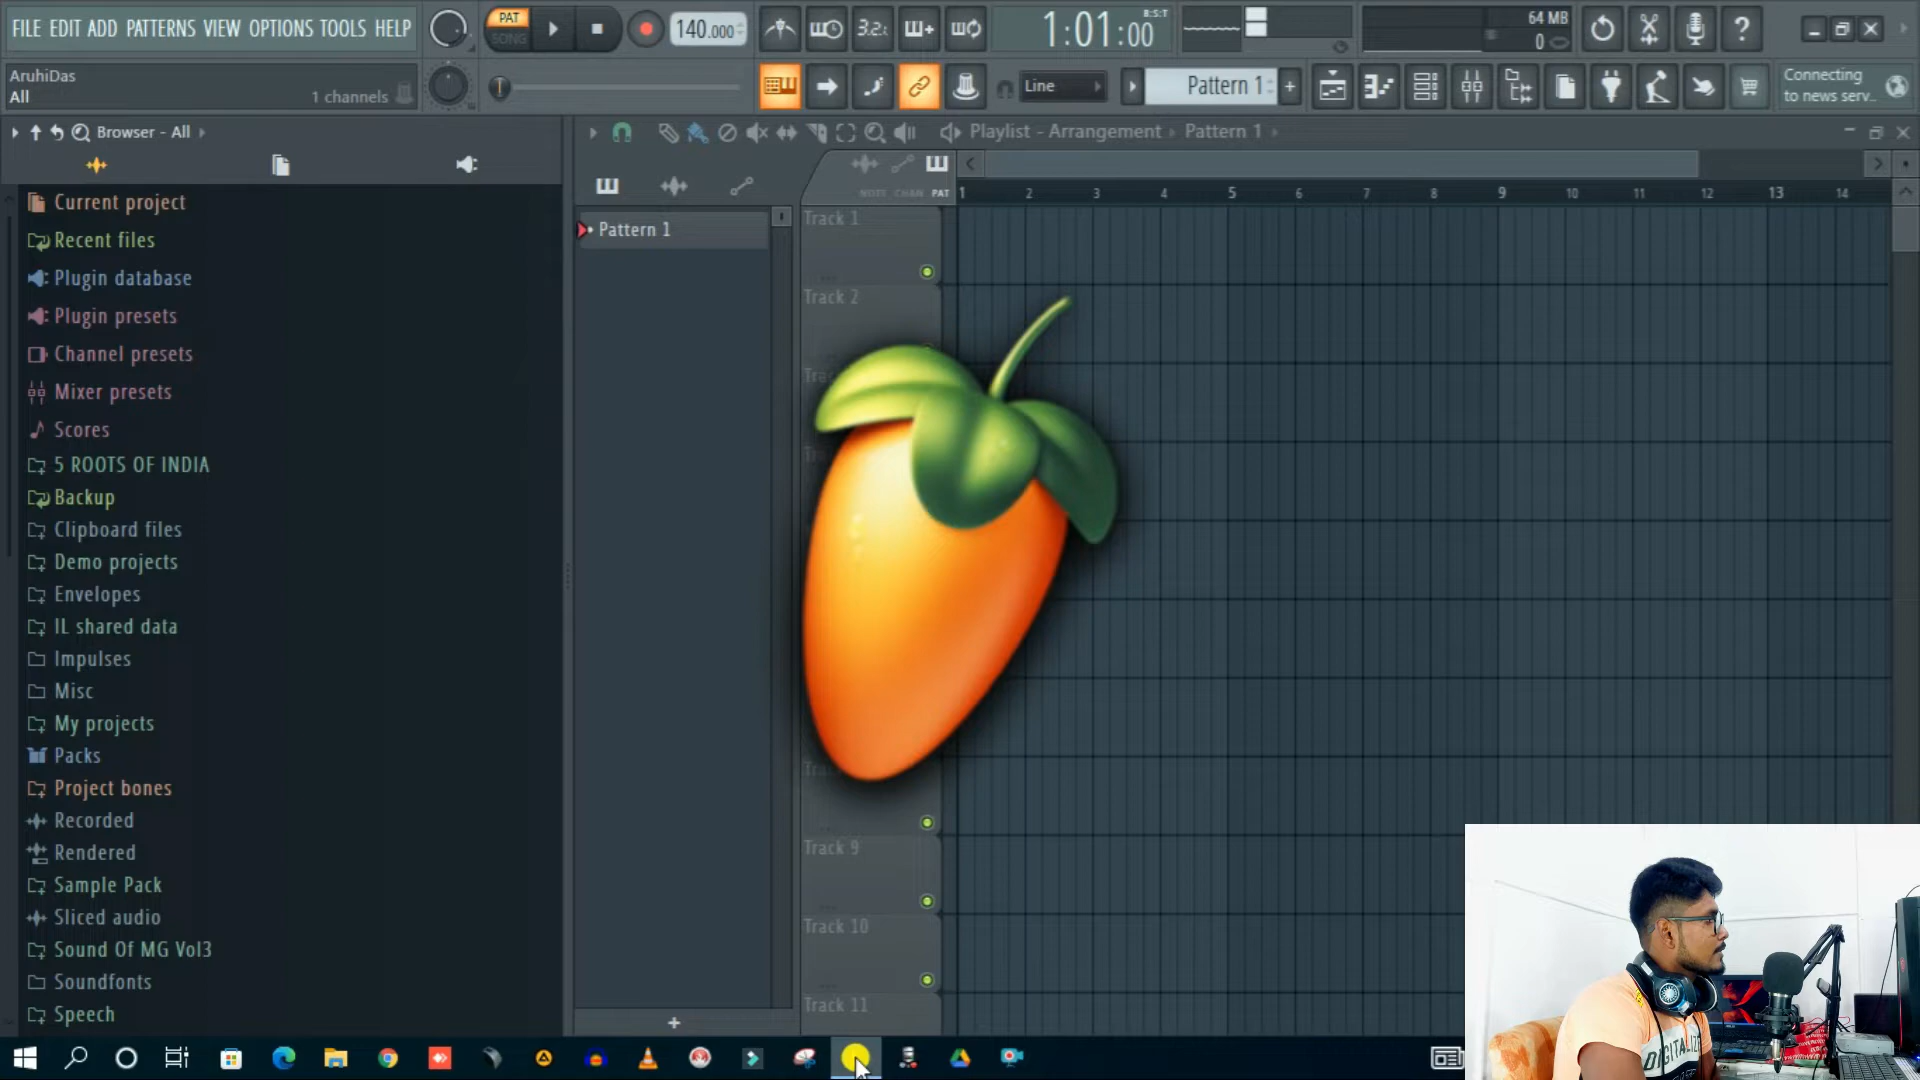 FILE EDIT ADD PATTERNS VIEW OPTIONS TOOLS HELP
PAT
SONG
140.000
3.2:
1:01:00
B:S:T
64 MB
0
AruhiDas
All
1 channels
Line
Pattern 1
+
Connecting
to news serv..
Browser - All
Playlist - Arrangement
Pattern 1
NOTE CHAN PAT
1 2 3 4 5 6 7 8 9 10 11 12 13 14
Current project
Recent files
Plugin database
Plugin presets
Channel presets
Mixer presets
Scores
5 ROOTS OF INDIA
Backup
Clipboard files
Demo projects
Envelopes
IL shared data
Impulses
Misc
My projects
Packs
Project bones
Recorded
Rendered
Sample Pack
Sliced audio
Sound Of MG Vol3
Soundfonts
Speech
Pattern 1
+
Track 1
Track 2
Track 9
Track 10
Track 11